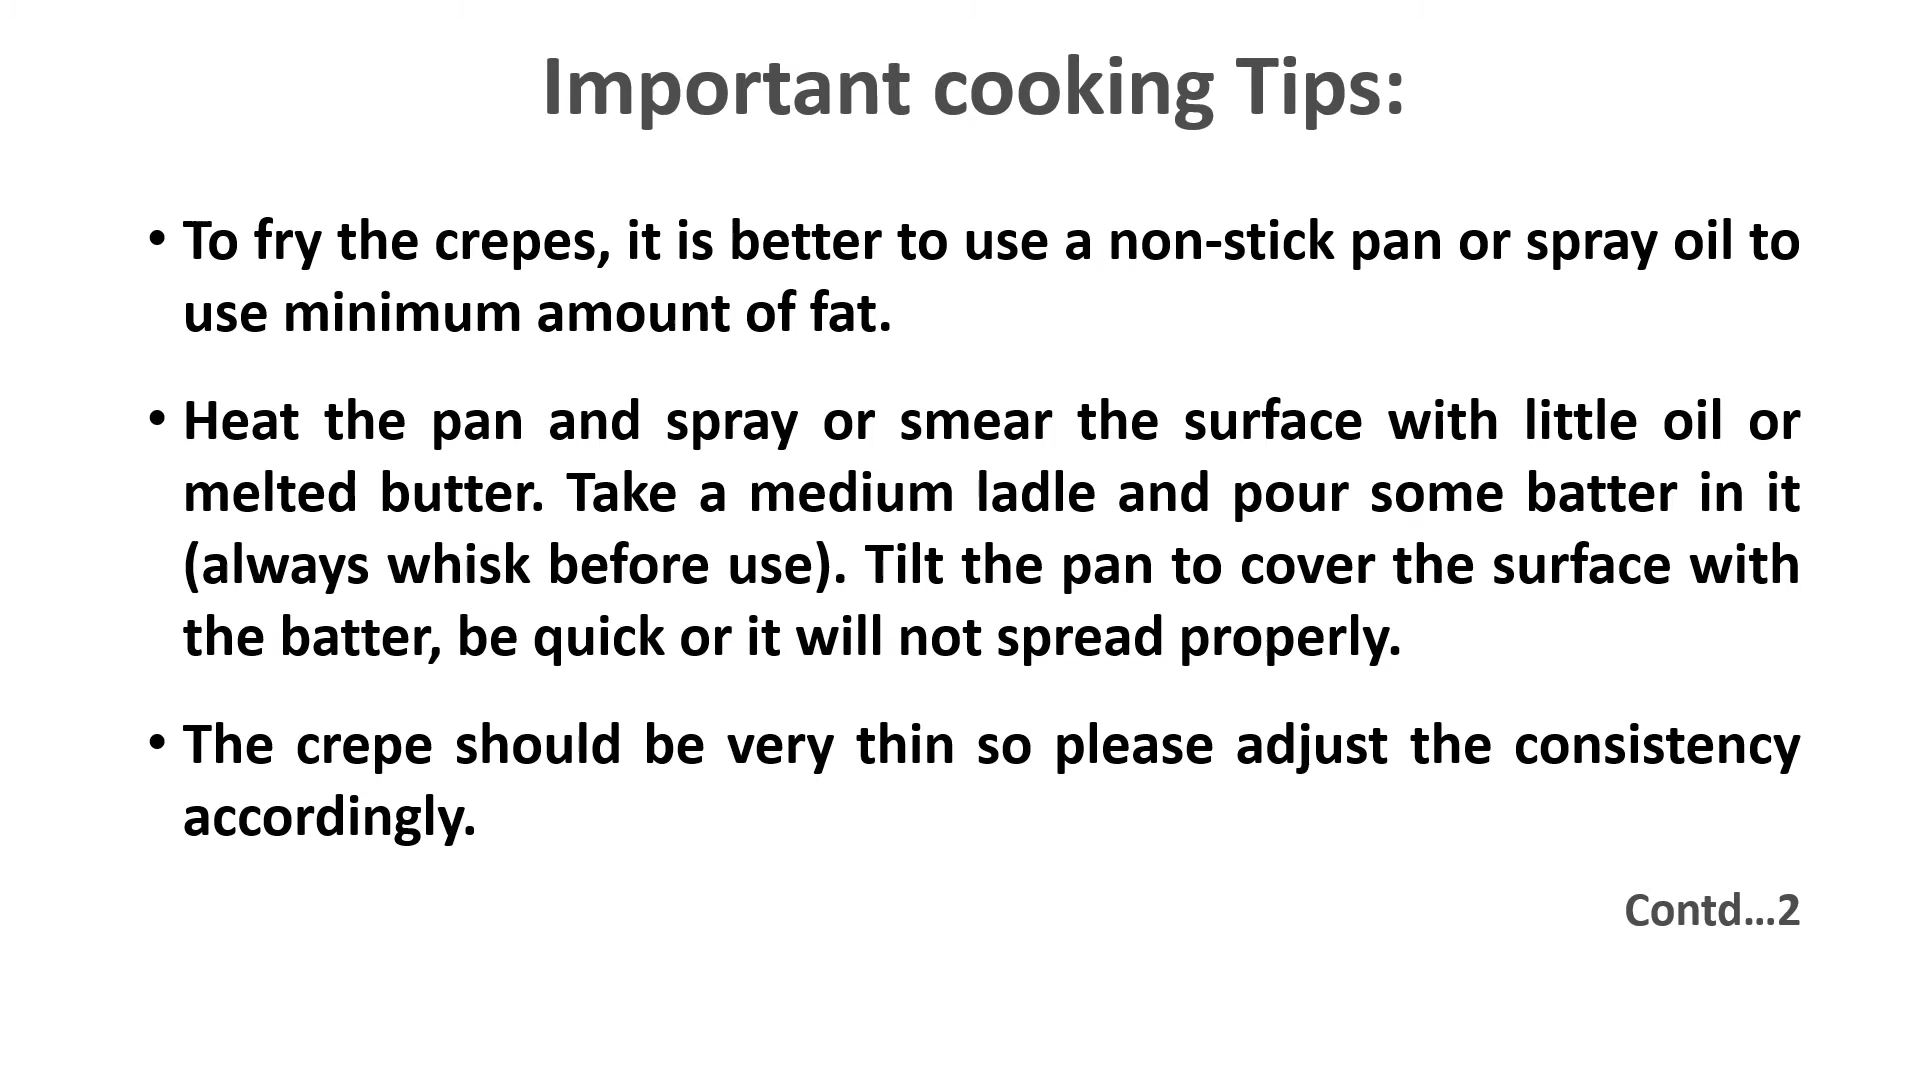 Important cooking Tips:
• To fry the crepes, it is better to use a non-stick pan or spray oil to
use minimum amount of fat.
• Heat the pan and spray or smear the surface with little oil or
melted butter. Take a medium ladle and pour some batter in it
(always whisk before use). Tilt the pan to cover the surface with
the batter, be quick or it will not spread properly.
• The crepe should be very thin so please adjust the consistency
accordingly.
Contd...2